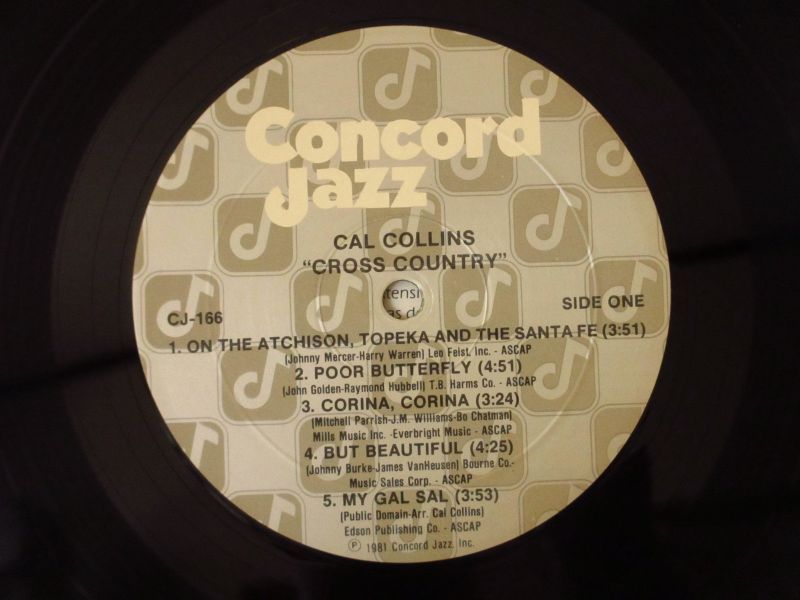 Concord
Jazz
CAL COLLINS
"CROSS COUNTRY"
tensi
as d
CJ-166
SIDE ONE
1. ON THE ATCHISON, TOPEKA AND THE SANTA FE (3:51)
(Johnny Mercer-Harry Warren) Leo Feist, Inc. - ASCAP
2. POOR BUTTERFLY (4:51)
(John Golden-Raymond Hubbell) T.B. Harms Co. - ASCAP
3. CORINA, CORINA (3:24)
(Mitchell Parrish-J.M. Williams-Bo Chatman)
Mills Music Inc. -Everbright Music - ASCAP
4. BUT BEAUTIFUL (4:25)
(Johnny Burke-James VanHeusen) Bourne Co.-
Music Sales Corp. - ASCAP
5. MY GAL SAL (3:53)
(Public Domain-Arr. Cal Collins)
Edson Publishing Co. - ASCAP
℗ 1981 Concord Jazz, Inc.